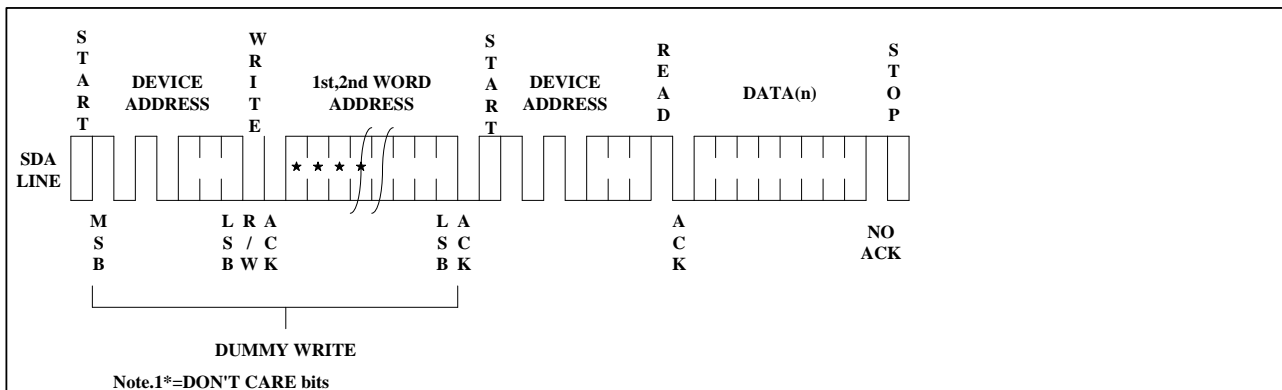 START
WRITE
START
READ
STOP
DEVICE
ADDRESS
1st,2nd WORD
ADDRESS
DEVICE
ADDRESS
DATA(n)
SDA
LINE
★ ★ ★ ★
MSB
LSB
R/W
ACK
LSB
ACK
ACK
NO
ACK
DUMMY WRITE
Note.1*=DON'T CARE bits